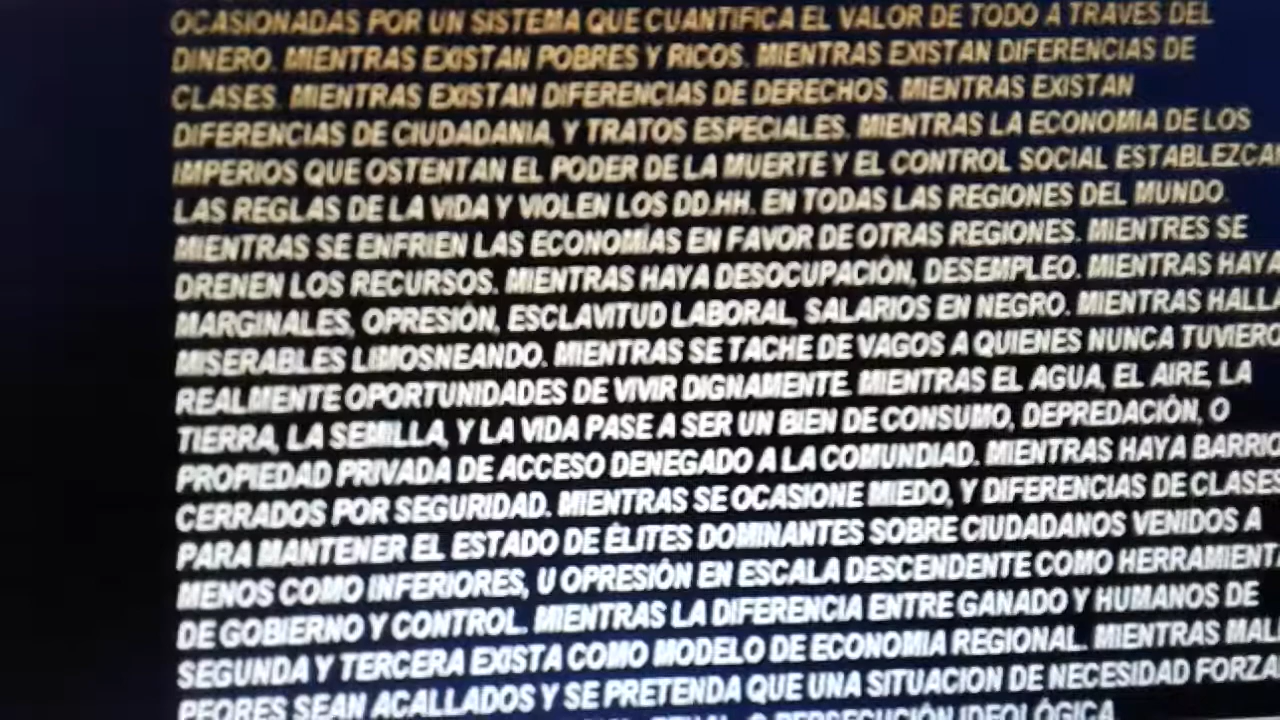 OCASIONADAS POR UN SISTEMA QUE CUANTIFICA EL VALOR DE TODO A TRAVES DEL
DINERO. MIENTRAS EXISTAN POBRES Y RICOS. MIENTRAS EXISTAN DIFERENCIAS DE
CLASES. MIENTRAS EXISTAN DIFERENCIAS DE DERECHOS. MIENTRAS EXISTAN
DIFERENCIAS DE CIUDADANIA, Y TRATOS ESPECIALES. MIENTRAS LA ECONOMIA DE LOS
IMPERIOS QUE OSTENTAN EL PODER DE LA MUERTE Y EL CONTROL SOCIAL ESTABLEZCAN
LAS REGLAS DE LA VIDA Y VIOLEN LOS DD.HH. EN TODAS LAS REGIONES DEL MUNDO.
MIENTRAS SE ENFRIEN LAS ECONOMÍAS EN FAVOR DE OTRAS REGIONES. MIENTRES SE
DRENEN LOS RECURSOS. MIENTRAS HAYA DESOCUPACIÓN, DESEMPLEO. MIENTRAS HAYA
MARGINALES, OPRESIÓN, ESCLAVITUD LABORAL, SALARIOS EN NEGRO. MIENTRAS HALLA
MISERABLES LIMOSNEANDO. MIENTRAS SE TACHE DE VAGOS A QUIENES NUNCA TUVIERO
REALMENTE OPORTUNIDADES DE VIVIR DIGNAMENTE. MIENTRAS EL AGUA, EL AIRE, LA
TIERRA, LA SEMILLA, Y LA VIDA PASE A SER UN BIEN DE CONSUMO, DEPREDACIÓN, O
PROPIEDAD PRIVADA DE ACCESO DENEGADO A LA COMUNDIAD. MIENTRAS HAYA BARRIO
CERRADOS POR SEGURIDAD. MIENTRAS SE OCASIONE MIEDO, Y DIFERENCIAS DE CLASES
PARA MANTENER EL ESTADO DE ÉLITES DOMINANTES SOBRE CIUDADANOS VENIDOS A
MENOS COMO INFERIORES, U OPRESIÓN EN ESCALA DESCENDENTE COMO HERRAMIENTA
DE GOBIERNO Y CONTROL. MIENTRAS LA DIFERENCIA ENTRE GANADO Y HUMANOS DE
SEGUNDA Y TERCERA EXISTA COMO MODELO DE ECONOMIA REGIONAL. MIENTRAS MAL
PEORES SEAN ACALLADOS Y SE PRETENDA QUE UNA SITUACION DE NECESIDAD FORZA
O PERSECUCIÓN IDEOLÓGICA